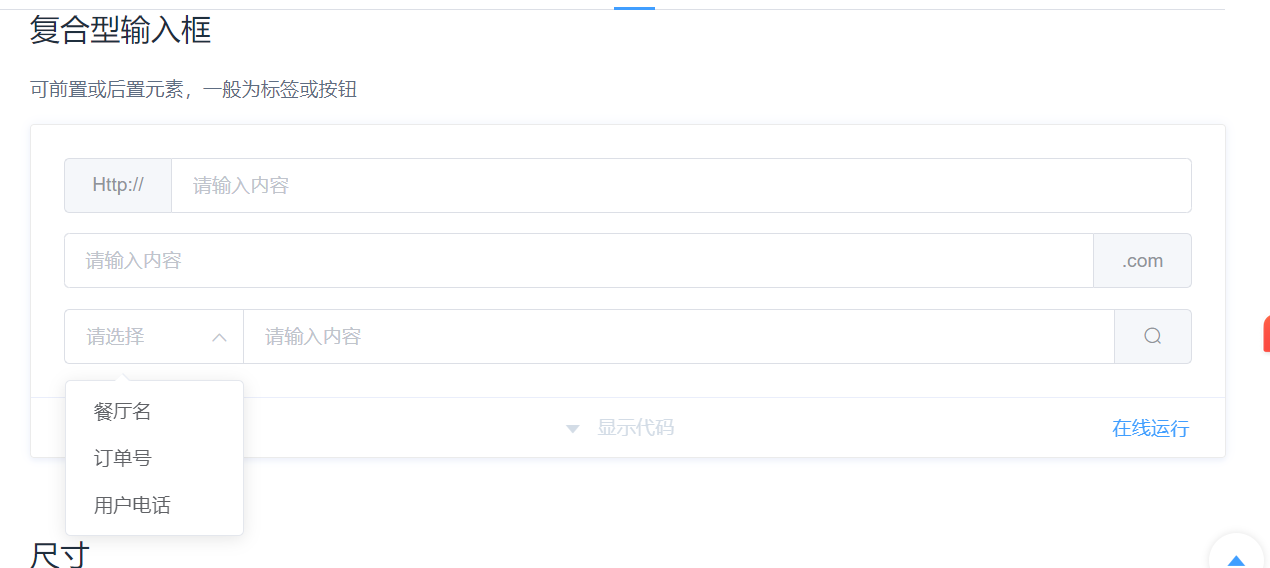 复合型输入框
可前置或后置元素，一般为标签或按钮
Http:// 请输入内容
请输入内容 .com
请选择 请输入内容
餐厅名
显示代码 在线运行
订单号
用户电话
尺寸